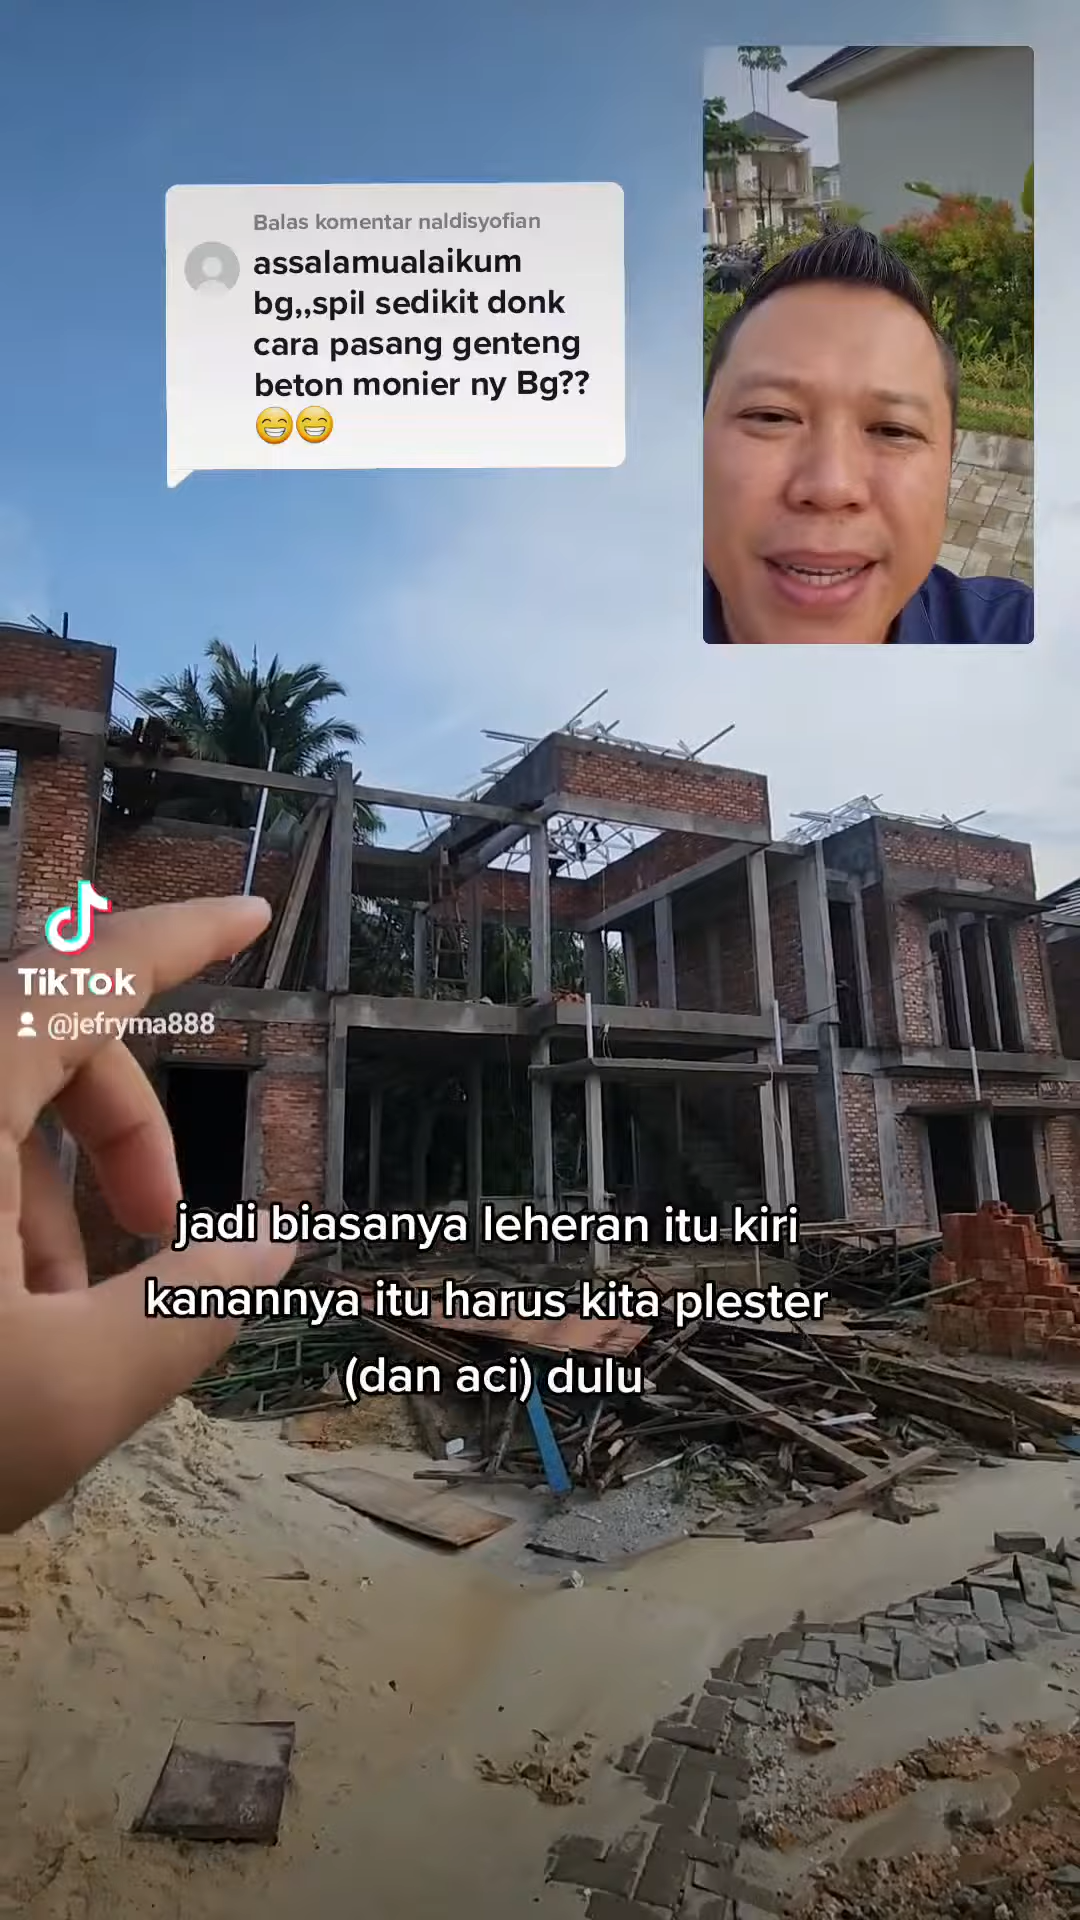 Balas komentar naldisyofian
assalamualaikum
bg,,spil sedikit donk
cara pasang genteng
beton monier ny Bg??
😁😁
TikTok
@jefryma888
jadi biasanya leheran itu kiri
kanannya itu harus kita plester
(dan aci) dulu